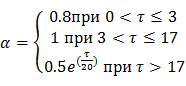 α = { 0.8при 0 < τ ≤ 3
1 при 3 < τ ≤ 17
0.5e^(τ/20) при τ > 17